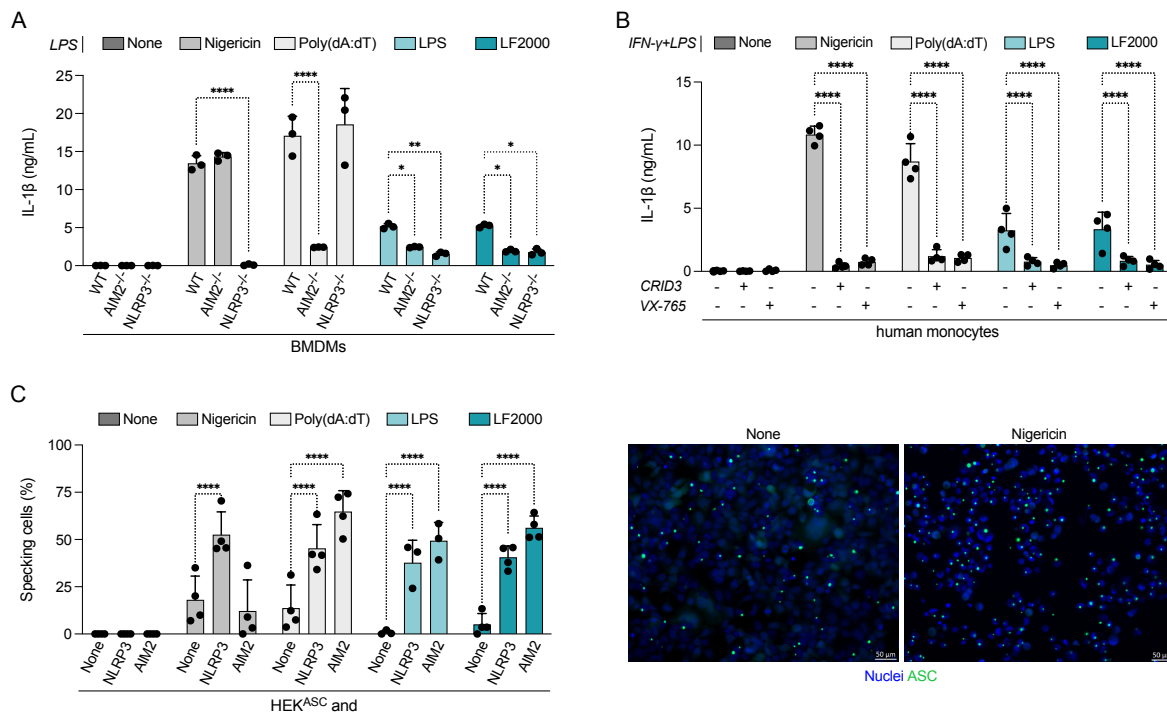 A
LPS None Nigericin Poly(dA:dT) LPS LF2000
IL-1β (ng/mL)
25
20
15
10
5
0
**** **** ** * * *
WT AIM2-/- NLRP3-/- WT AIM2-/- NLRP3-/- WT AIM2-/- NLRP3-/- WT AIM2-/- NLRP3-/- WT AIM2-/- NLRP3-/-
BMDMs
B
IFN-γ+LPS None Nigericin Poly(dA:dT) LPS LF2000
IL-1β (ng/mL)
15
10
5
0
**** **** **** ****
**** **** **** ****
CRID3 - + - - + - - + - - + - - + -
VX-765 - - + - - + - - + - - + - - +
human monocytes
C
None Nigericin Poly(dA:dT) LPS LF2000
Specking cells (%)
100
75
50
25
0
**** **** **** ****
**** **** ****
None NLRP3 AIM2 None NLRP3 AIM2 None NLRP3 AIM2 None NLRP3 AIM2 None NLRP3 AIM2
HEKASC and
None Nigericin
50 µm 50 µm
Nuclei ASC